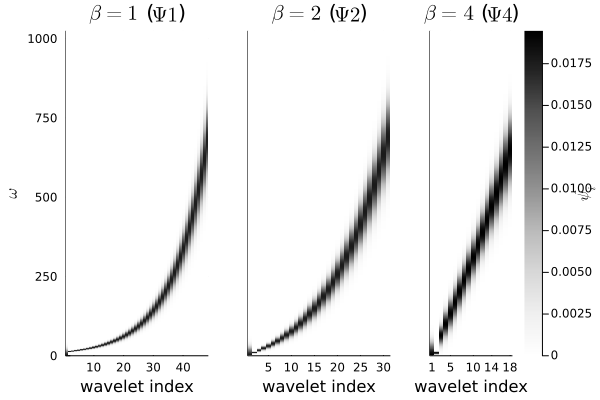 β = 1 (Ψ1)
β = 2 (Ψ2)
β = 4 (Ψ4)
1000
750
500
250
0
ω
10 20 30 40
wavelet index
5 10 15 20 25 30
wavelet index
1 5 10 14 18
wavelet index
0.0175
0.0150
0.0125
0.0100
0.0075
0.0050
0.0025
0